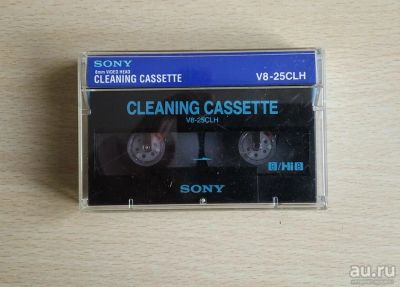 SONY
8mm VIDEO HEAD
CLEANING CASSETTE V8-25CLH
CLEANING CASSETTE
V8-25CLH
8/Hi8
SONY
au.ru